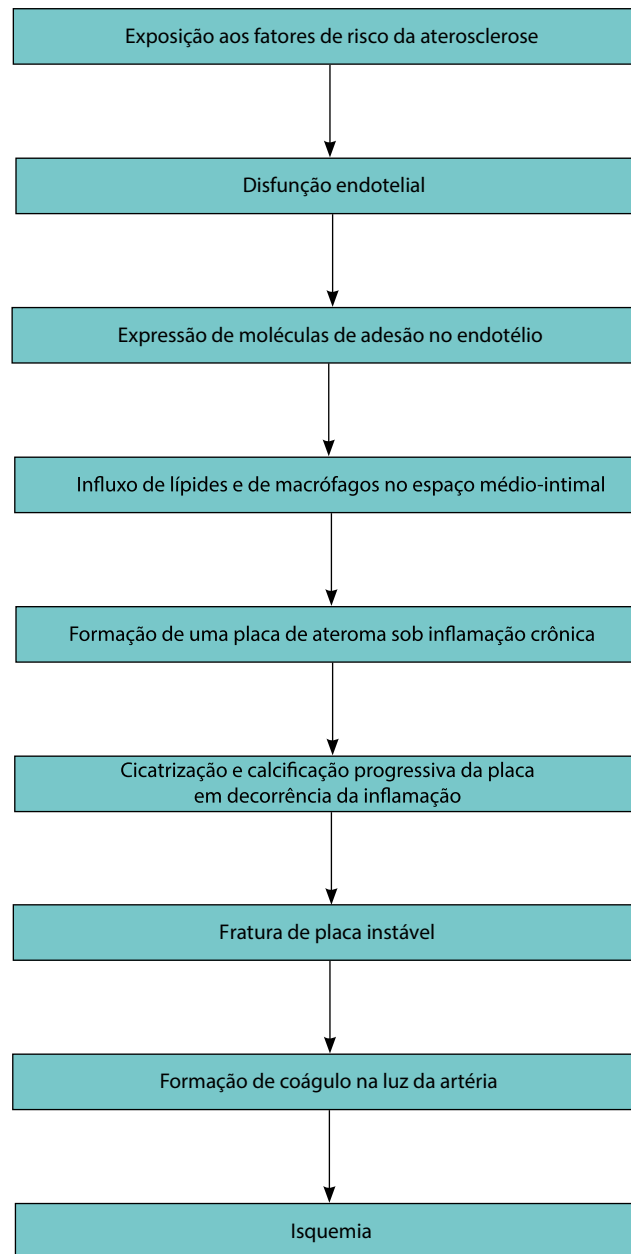 Exposição aos fatores de risco da aterosclerose
Disfunção endotelial
Expressão de moléculas de adesão no endotélio
Influxo de lípides e de macrófagos no espaço médio-intimal
Formação de uma placa de ateroma sob inflamação crônica
Cicatrização e calcificação progressiva da placa
em decorrência da inflamação
Fratura de placa instável
Formação de coágulo na luz da artéria
Isquemia